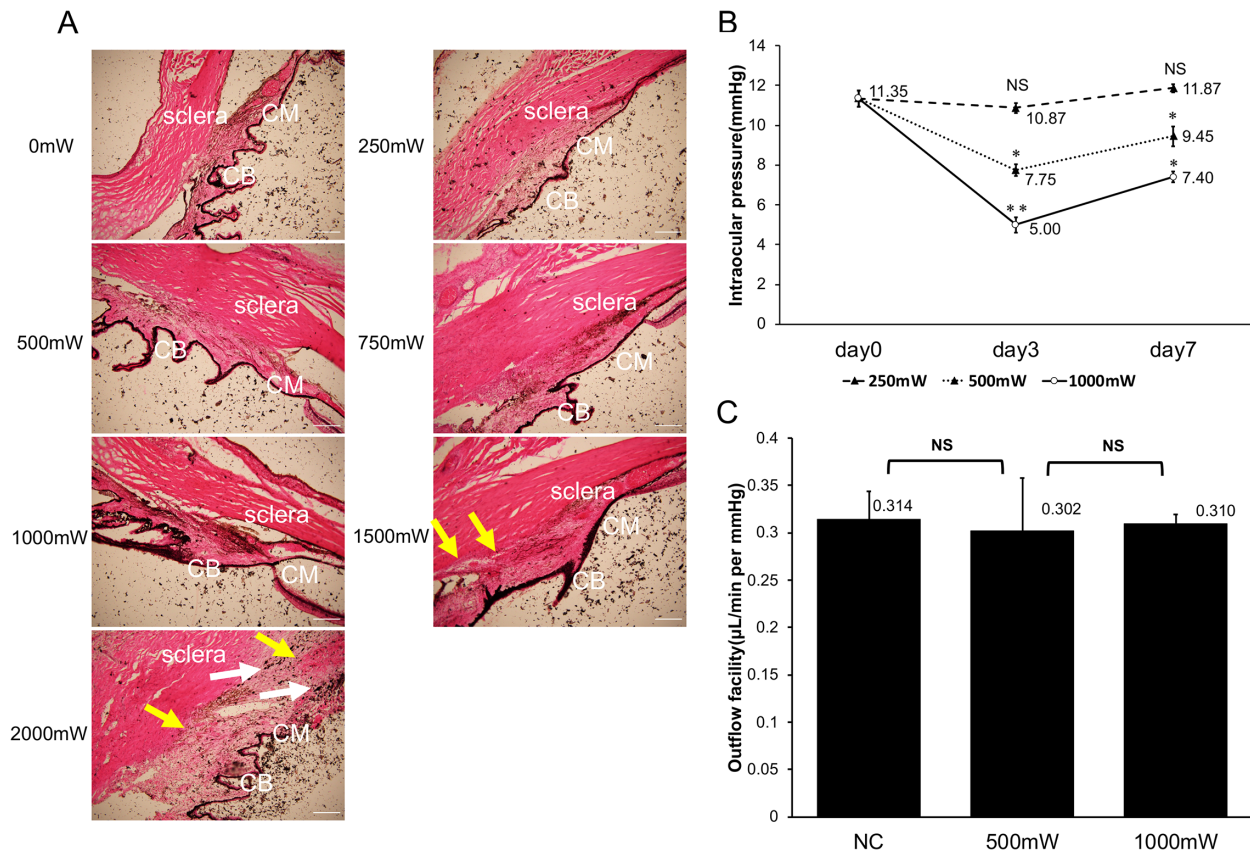 A
0mW
sclera
CM
CB
250mW
sclera
CM
CB
500mW
sclera
CB
CM
750mW
sclera
CM
CB
1000mW
sclera
CB
CM
1500mW
sclera
CM
CB
2000mW
sclera
CM
CB
B
Intraocular pressure(mmHg)
14
12
10
8
6
4
2
0
11.35
NS
10.87
NS
11.87
*
7.75
*
9.45
**
5.00
*
7.40
day0 day3 day7
250mW 500mW 1000mW
C
Outflow facility(μL/min per mmHg)
0.4
0.35
0.3
0.25
0.2
0.15
0.1
0.05
0
NS NS
0.314 0.302 0.310
NC 500mW 1000mW